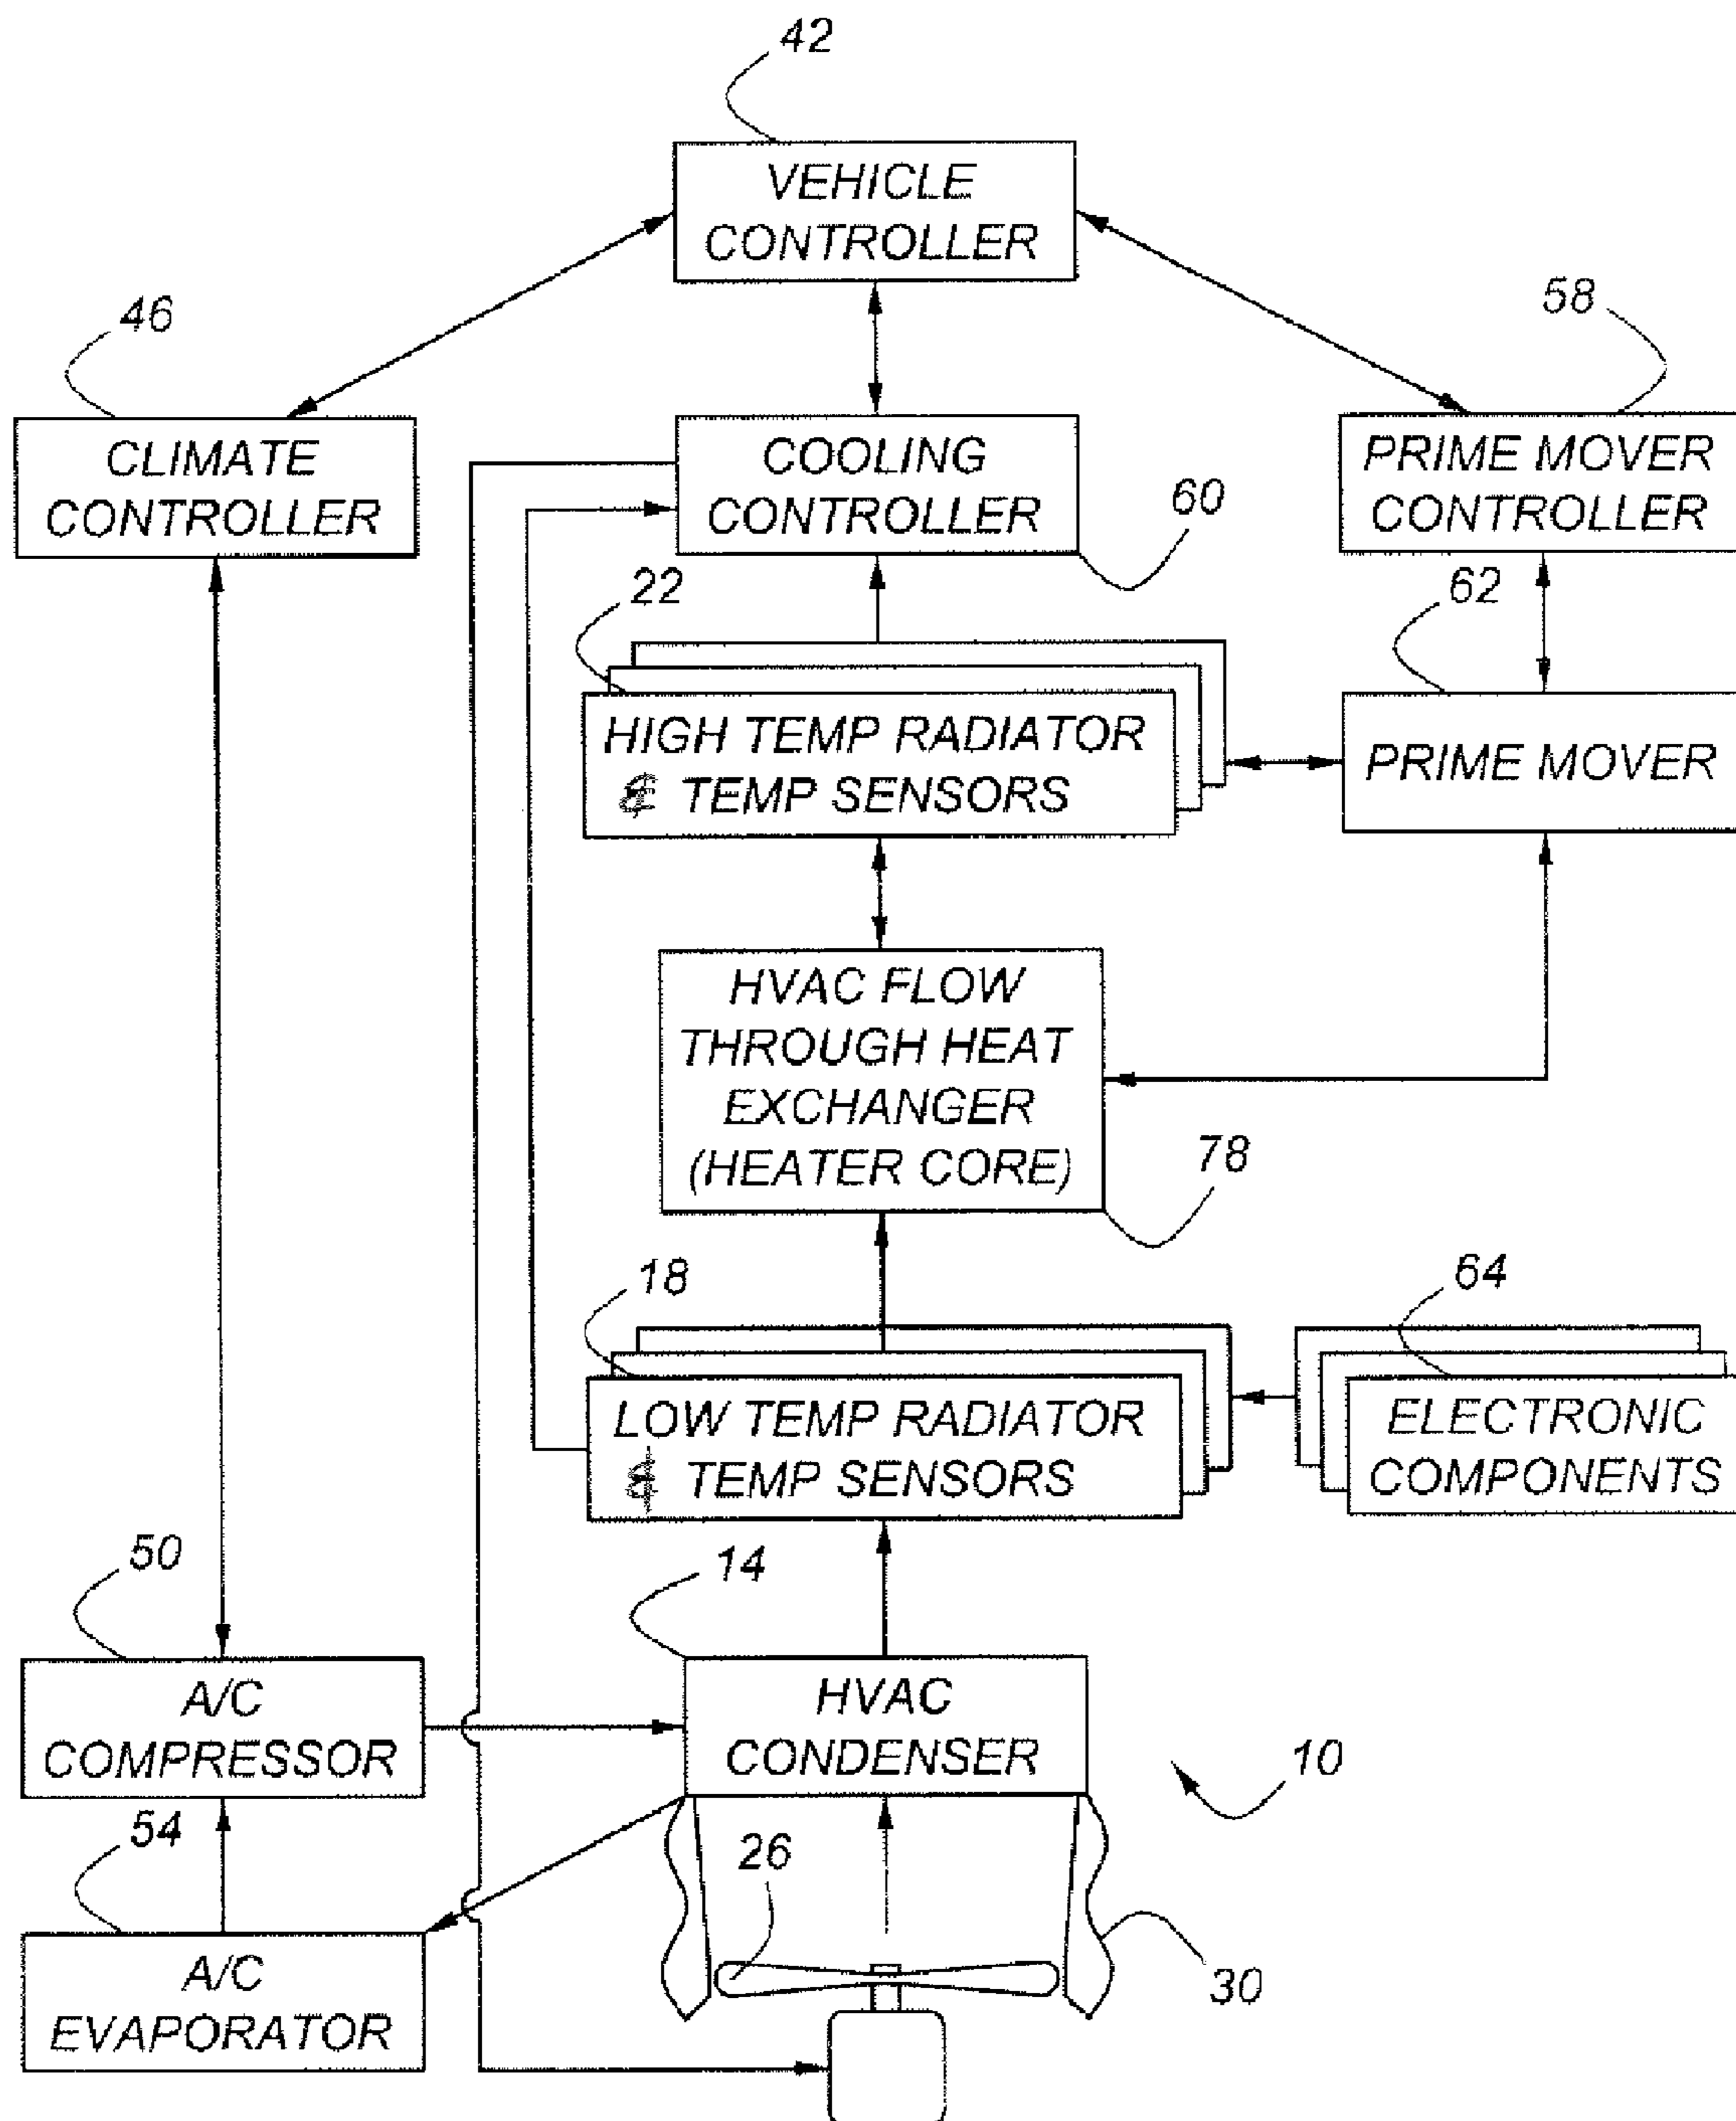 42
VEHICLE
CONTROLLER
46
58
CLIMATE
CONTROLLER
COOLING
CONTROLLER
PRIME MOVER
CONTROLLER
60
22
62
HIGH TEMP RADIATOR
& TEMP SENSORS
PRIME MOVER
HVAC FLOW
THROUGH HEAT
EXCHANGER
(HEATER CORE)
78
18
64
LOW TEMP RADIATOR
& TEMP SENSORS
ELECTRONIC
COMPONENTS
50
14
A/C
COMPRESSOR
HVAC
CONDENSER
10
54
26
A/C
EVAPORATOR
30